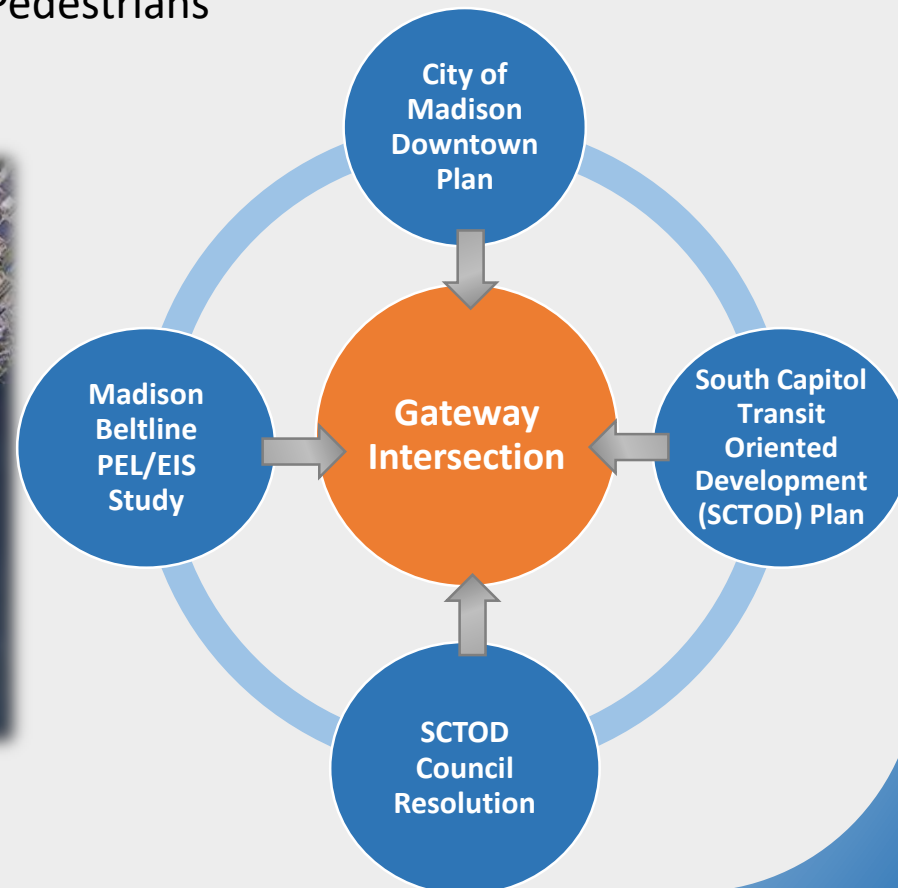 Pedestrians
City of
Madison
Downtown
Plan
Madison
Beltline
PEL/EIS
Study
Gateway
Intersection
South Capitol
Transit
Oriented
Development
(SCTOD) Plan
SCTOD
Council
Resolution